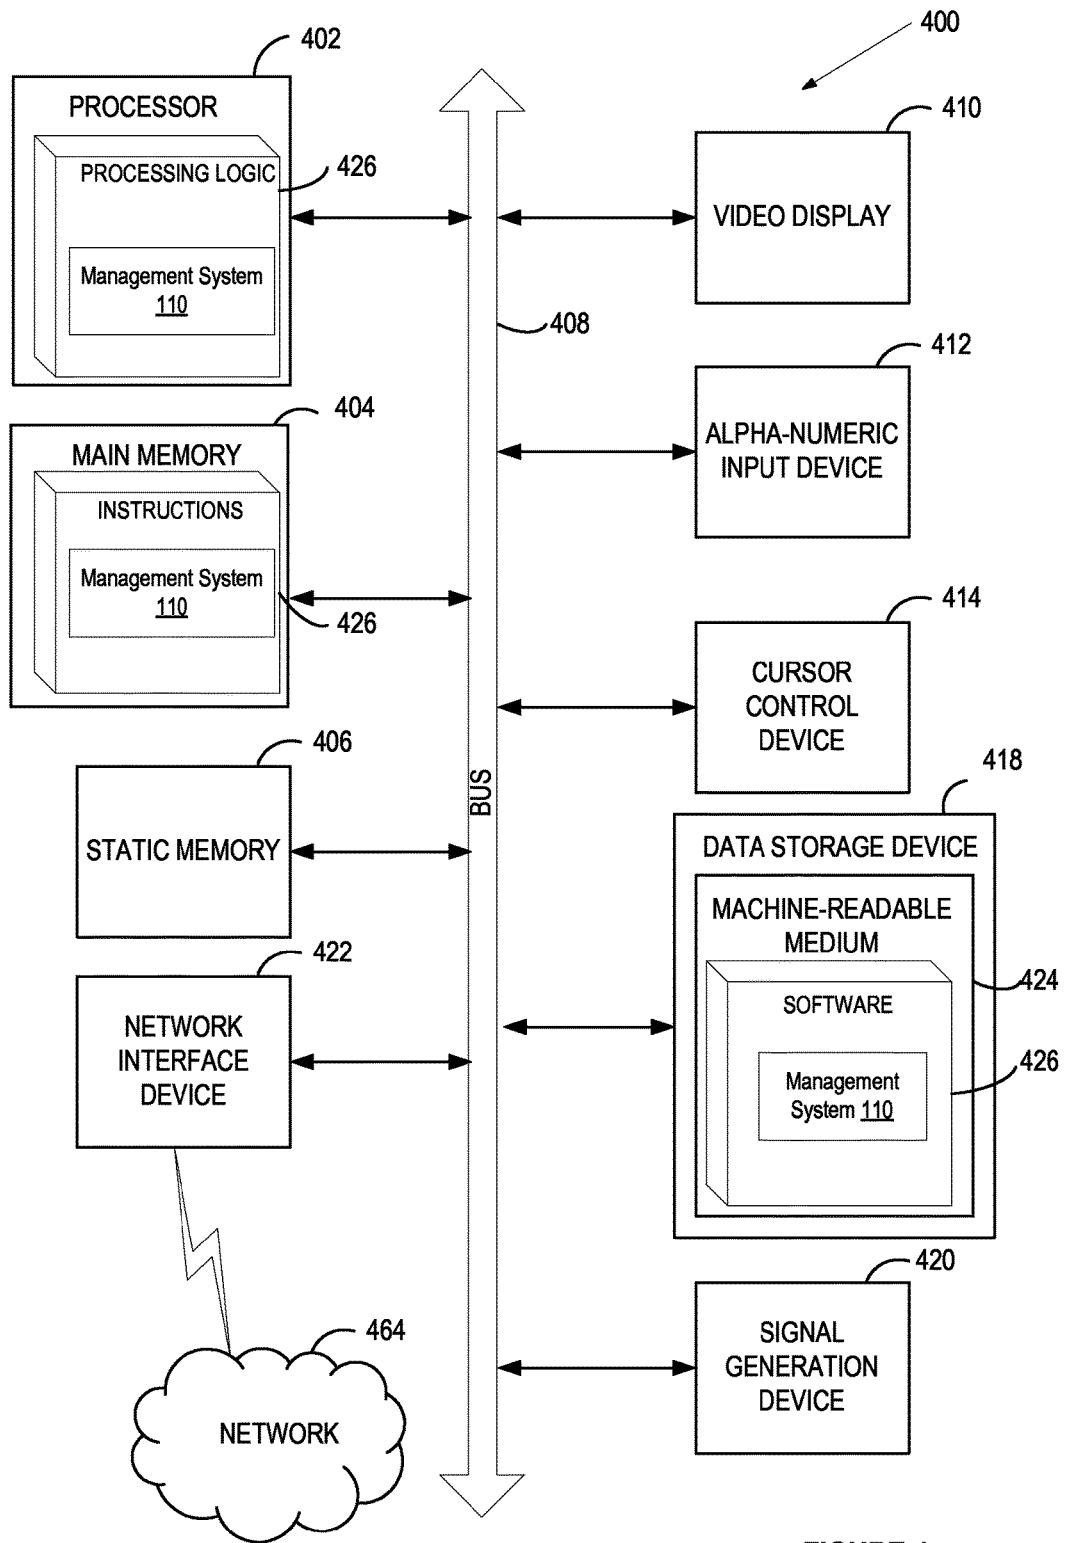 400
402
PROCESSOR
PROCESSING LOGIC
426
Management System
110
404
MAIN MEMORY
INSTRUCTIONS
Management System
110
426
406
STATIC MEMORY
422
NETWORK
INTERFACE
DEVICE
464
NETWORK
BUS
408
410
VIDEO DISPLAY
412
ALPHA-NUMERIC
INPUT DEVICE
414
CURSOR
CONTROL
DEVICE
418
DATA STORAGE DEVICE
MACHINE-READABLE
MEDIUM
424
SOFTWARE
426
Management
System 110
420
SIGNAL
GENERATION
DEVICE